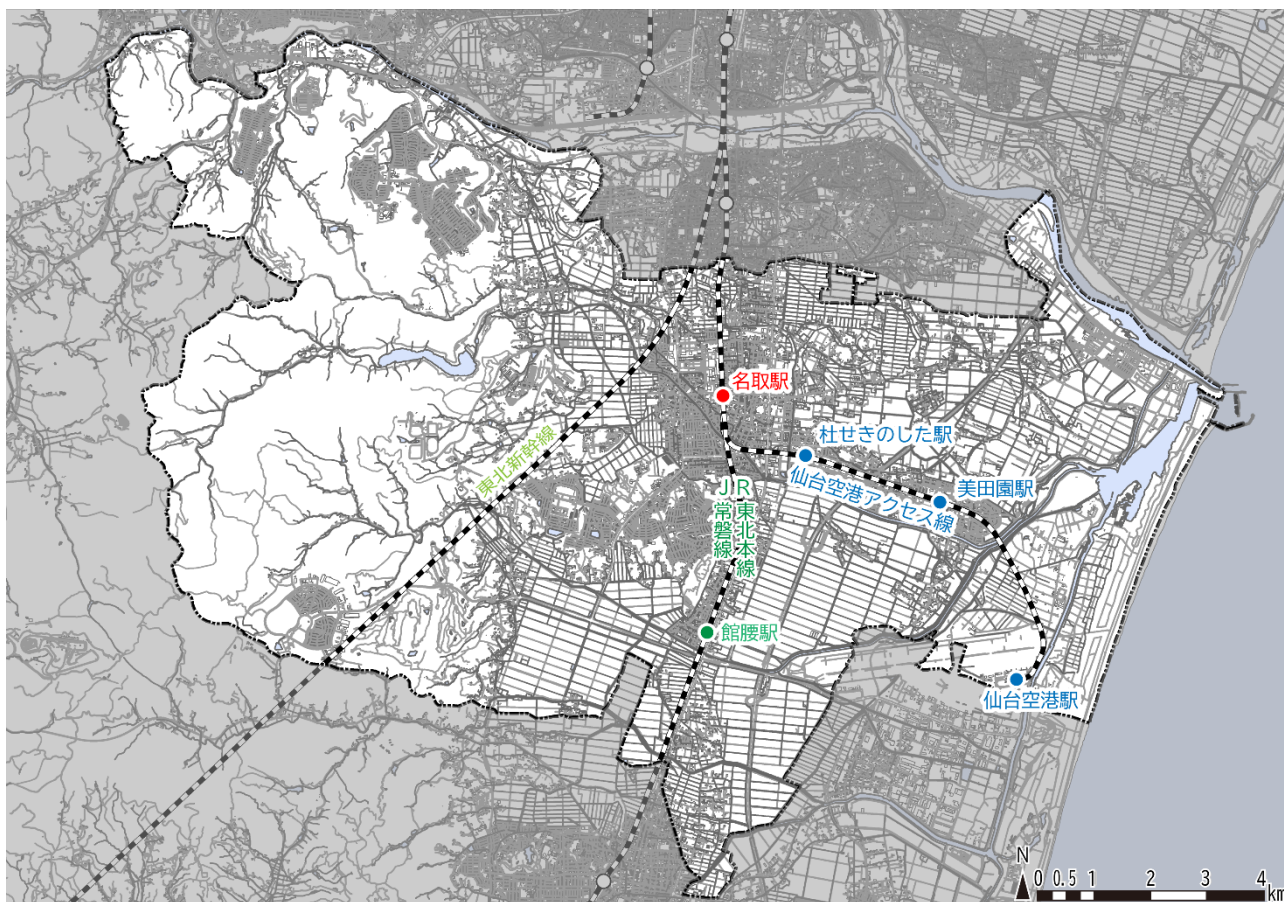 名取駅
杜せきのした駅
仙台空港アクセス線
美田園駅
東北新幹線
JR東北本線
常磐線
館腰駅
仙台空港駅
N
0 0.5 1 2 3 4
km